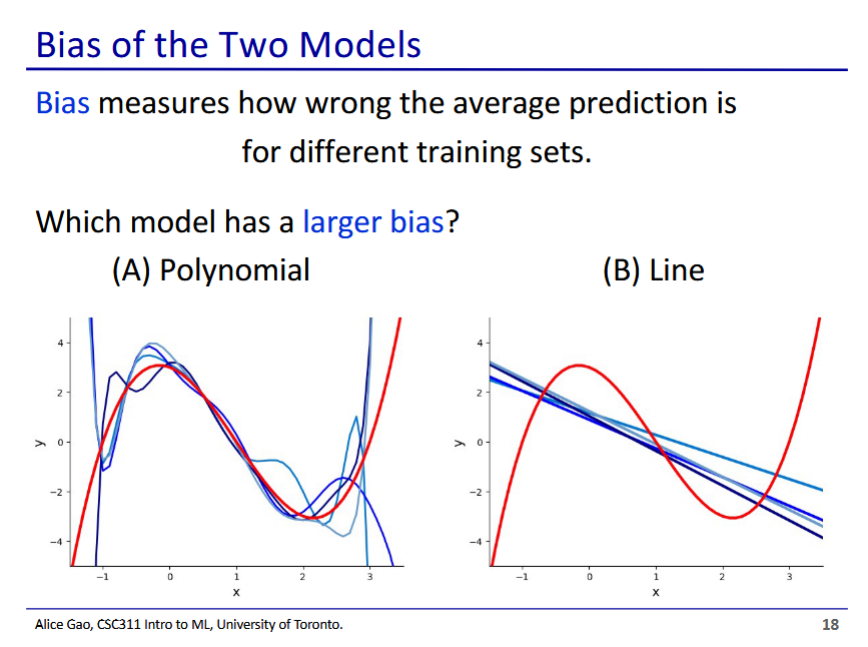 Bias of the Two Models
Bias measures how wrong the average prediction is
for different training sets.
Which model has a larger bias?
(A) Polynomial
(B) Line
4
2
0
−2
−4
y
−1
0
1
2
3
x
4
2
0
−2
−4
y
−1
0
1
2
3
x
Alice Gao, CSC311 Intro to ML, University of Toronto.
18